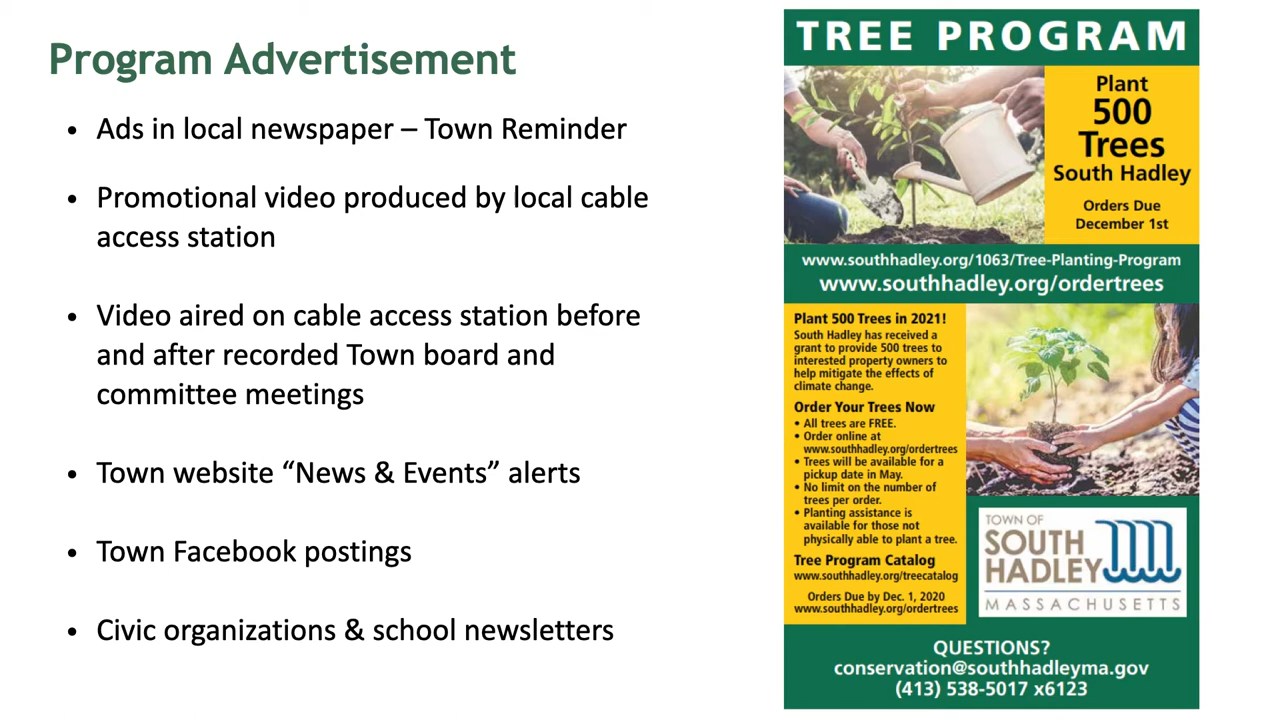 Program Advertisement
• Ads in local newspaper – Town Reminder
• Promotional video produced by local cable
access station
• Video aired on cable access station before
and after recorded Town board and
committee meetings
• Town website “News & Events” alerts
• Town Facebook postings
• Civic organizations & school newsletters
TREE PROGRAM
Plant
500
Trees
South Hadley
Orders Due
December 1st
www.southhadley.org/1063/Tree-Planting-Program
www.southhadley.org/ordertrees
Plant 500 Trees in 2021!
South Hadley has received a
grant to provide 500 trees to
interested property owners to
help mitigate the effects of
climate change.
Order Your Trees Now
• All trees are FREE.
• Order online at
www.southhadley.org/ordertrees
• Trees will be available for a
pickup date in May.
• No limit on the number of
trees per order.
• Planting assistance is
available for those not
physically able to plant a tree.
Tree Program Catalog
www.southhadley.org/treecatalog
Orders Due by Dec. 1, 2020
www.southhadley.org/ordertrees
TOWN OF
SOUTH
HADLEY
MASSACHUSETTS
QUESTIONS?
conservation@southhadleyma.gov
(413) 538-5017 x6123